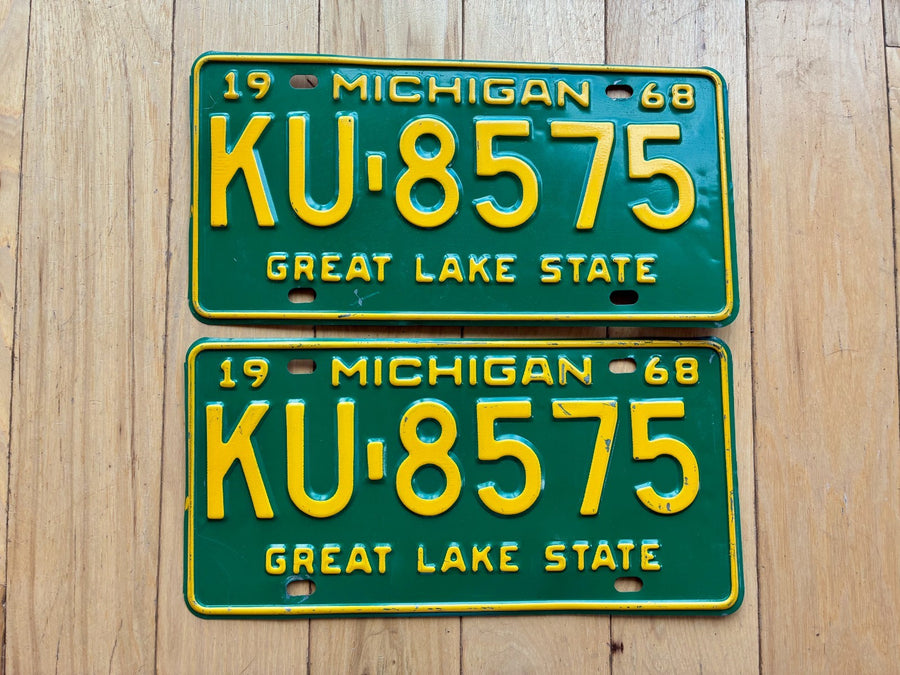 19 MICHIGAN 68
KU-8575
GREAT LAKE STATE
19 MICHIGAN 68
KU-8575
GREAT LAKE STATE